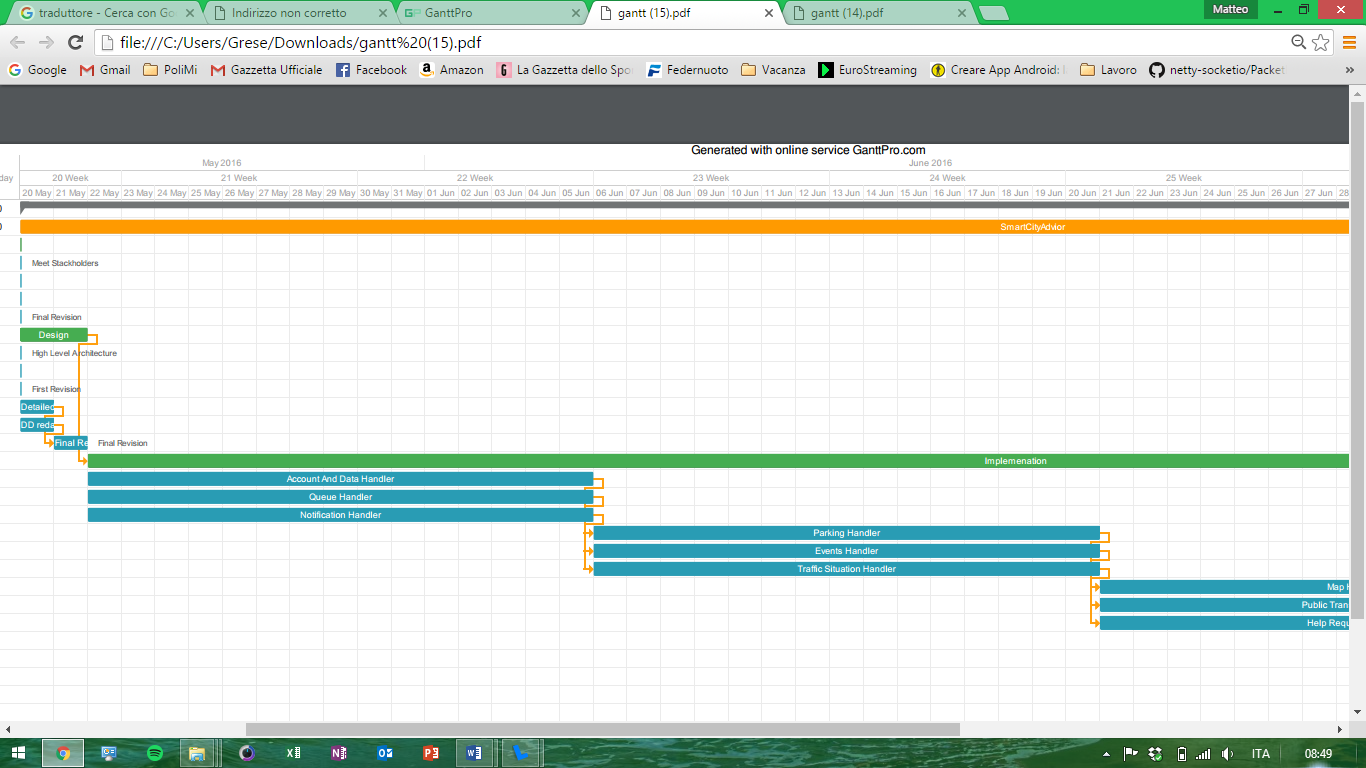 traduttore - Cerca con Go
Indirizzo non corretto
GanttPro
gantt (15).pdf
gantt (14).pdf
Matteo
file:///C:/Users/Grese/Downloads/gantt%20(15).pdf
Google
Gmail
PoliMi
Gazzetta Ufficiale
Facebook
Amazon
La Gazzetta dello Spo
Federnuoto
Vacanza
EuroStreaming
Creare App Android:
Lavoro
netty-socketio/Packet
»
Generated with online service GanttPro.com
May 2016
June 2016
day
20 Week
21 Week
22 Week
23 Week
24 Week
25 Week
20 May 21 May 22 May 23 May 24 May 25 May 26 May 27 May 28 May 29 May 30 May 31 May 01 Jun 02 Jun 03 Jun 04 Jun 05 Jun 06 Jun 07 Jun 08 Jun 09 Jun 10 Jun 11 Jun 12 Jun 13 Jun 14 Jun 15 Jun 16 Jun 17 Jun 18 Jun 19 Jun 20 Jun 21 Jun 22 Jun 23 Jun 24 Jun 25 Jun 26 Jun 27 Jun 28
SmartCityAdvior
Meet Stackholders
Final Revision
Design
High Level Architecture
First Revision
Detailed
DD reda
Final Re
Final Revision
Implemenation
Account And Data Handler
Queue Handler
Notification Handler
Parking Handler
Events Handler
Traffic Situation Handler
Map H
Public Tran
Help Requ
ITA
08:49